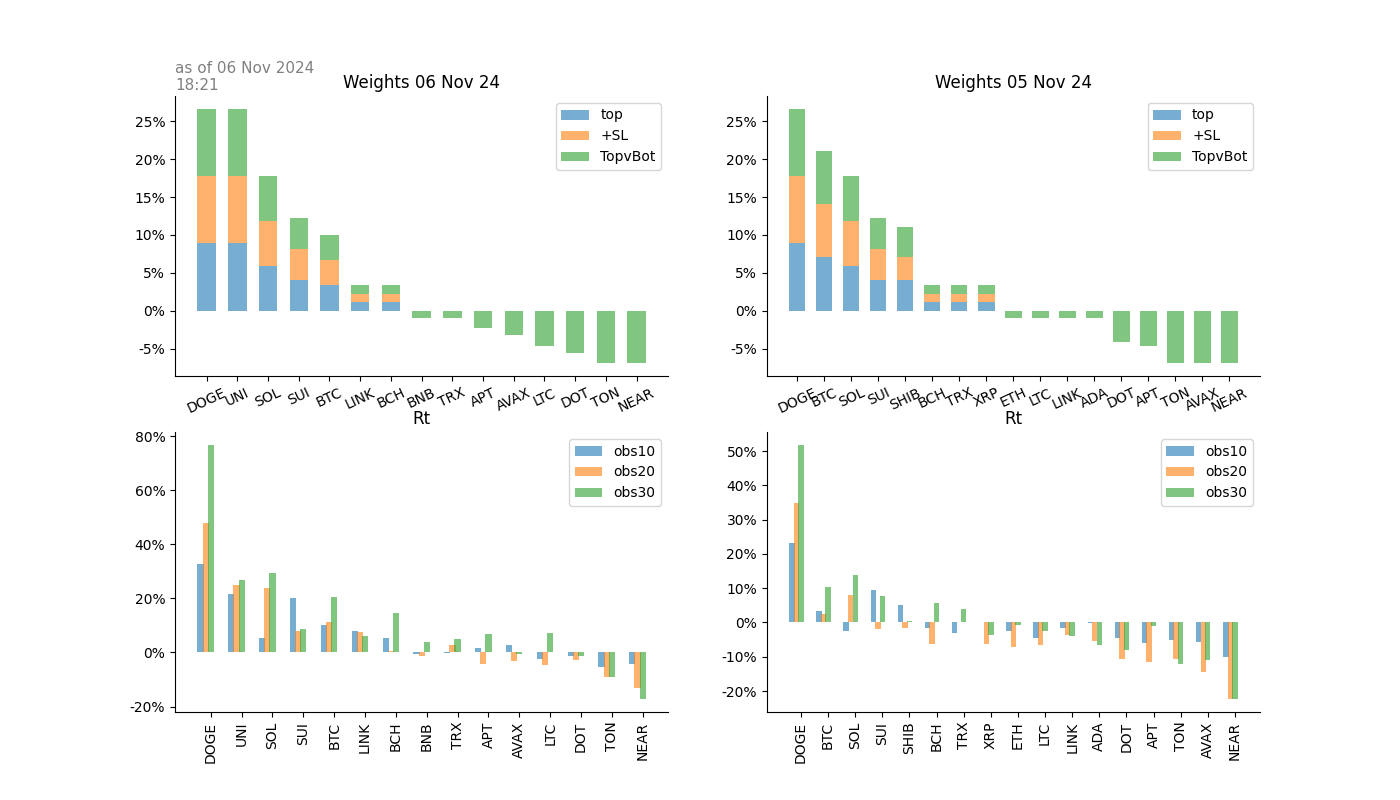 as of 06 Nov 2024
18:21
Weights 06 Nov 24
25%
20%
15%
10%
5%
0%
-5%
top
+SL
TopvBot
DOGE UNI SOL SUI BTC LINK BCH BNB TRX APT AVAX LTC DOT TON NEAR
Weights 05 Nov 24
25%
20%
15%
10%
5%
0%
-5%
top
+SL
TopvBot
DOGE BTC SOL SUI SHIB BCH TRX XRP ETH LTC LINK ADA DOT APT TON AVAX NEAR
Rt
80%
60%
40%
20%
0%
-20%
obs10
obs20
obs30
DOGE UNI SOL SUI BTC LINK BCH BNB TRX APT AVAX LTC DOT TON NEAR
Rt
50%
40%
30%
20%
10%
0%
-10%
-20%
obs10
obs20
obs30
DOGE BTC SOL SUI SHIB BCH TRX XRP ETH LTC LINK ADA DOT APT TON AVAX NEAR